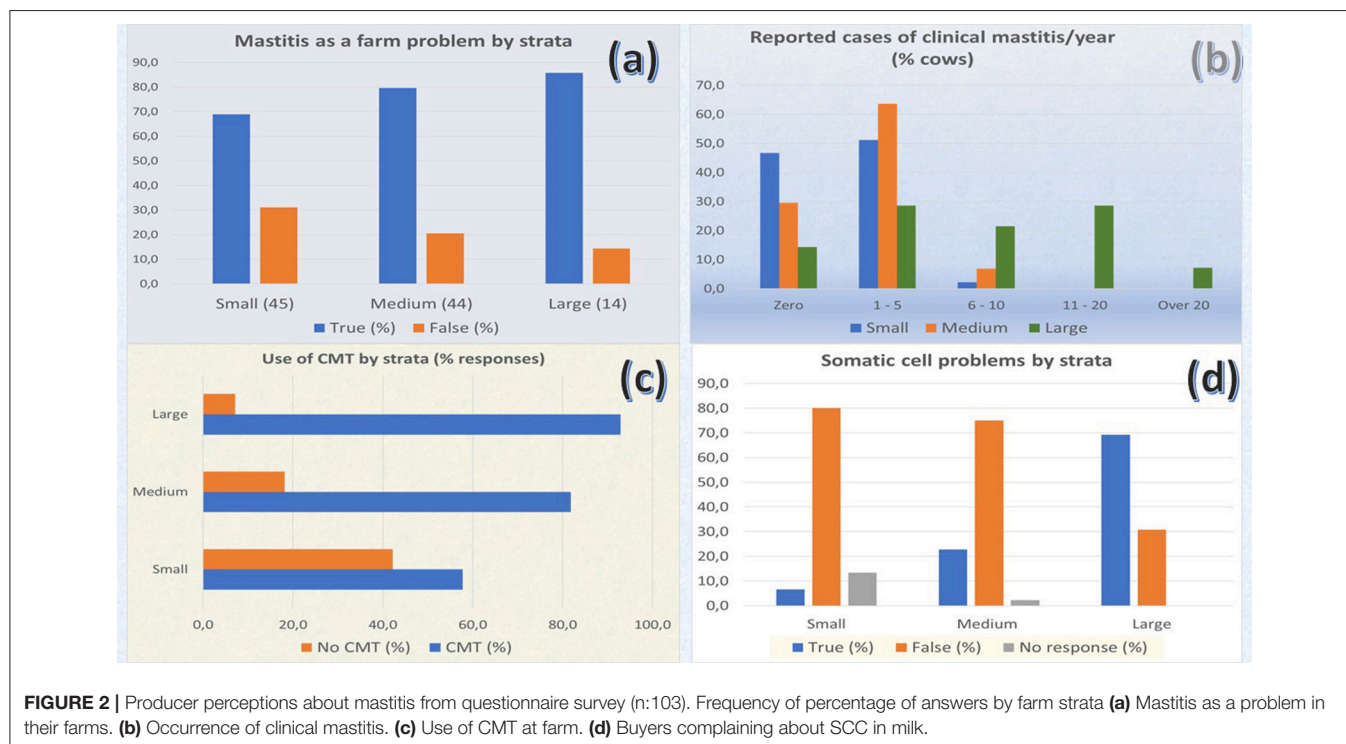 Mastitis as a farm problem by strata
(a)
90,0
80,0
70,0
60,0
50,0
40,0
30,0
20,0
10,0
0,0
Small (45) Medium (44) Large (14)
True (%) False (%)
Reported cases of clinical mastitis/year
(% cows)
(b)
70,0
60,0
50,0
40,0
30,0
20,0
10,0
0,0
Zero 1 - 5 6 - 10 11 - 20 Over 20
Small Medium Large
Use of CMT by strata (% responses)
(c)
Large
Medium
Small
0,0 20,0 40,0 60,0 80,0 100,0
No CMT (%) CMT (%)
Somatic cell problems by strata
(d)
90,0
80,0
70,0
60,0
50,0
40,0
30,0
20,0
10,0
0,0
Small Medium Large
True (%) False (%) No response (%)
FIGURE 2 | Producer perceptions about mastitis from questionnaire survey (n:103). Frequency of percentage of answers by farm strata (a) Mastitis as a problem in
their farms. (b) Occurrence of clinical mastitis. (c) Use of CMT at farm. (d) Buyers complaining about SCC in milk.